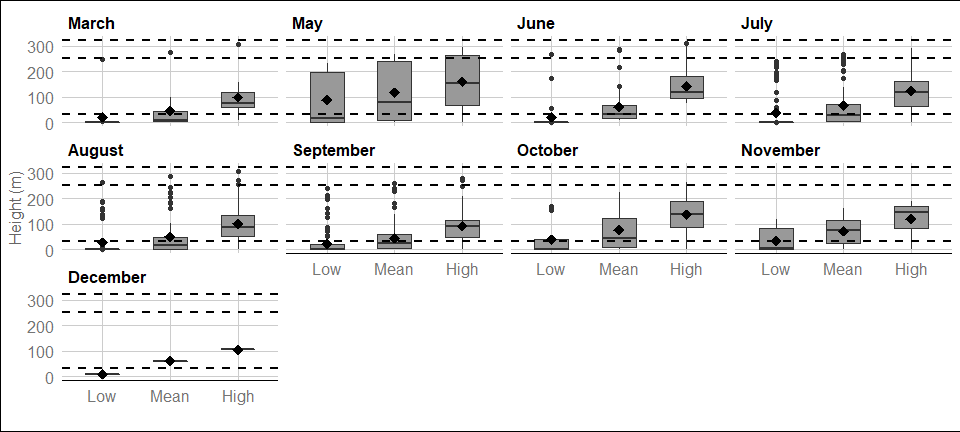 March May June July
300
200
100
0
August September October November
Height (m)
300
200
100
0
Low Mean High Low Mean High Low Mean High
December
300
200
100
0
Low Mean High